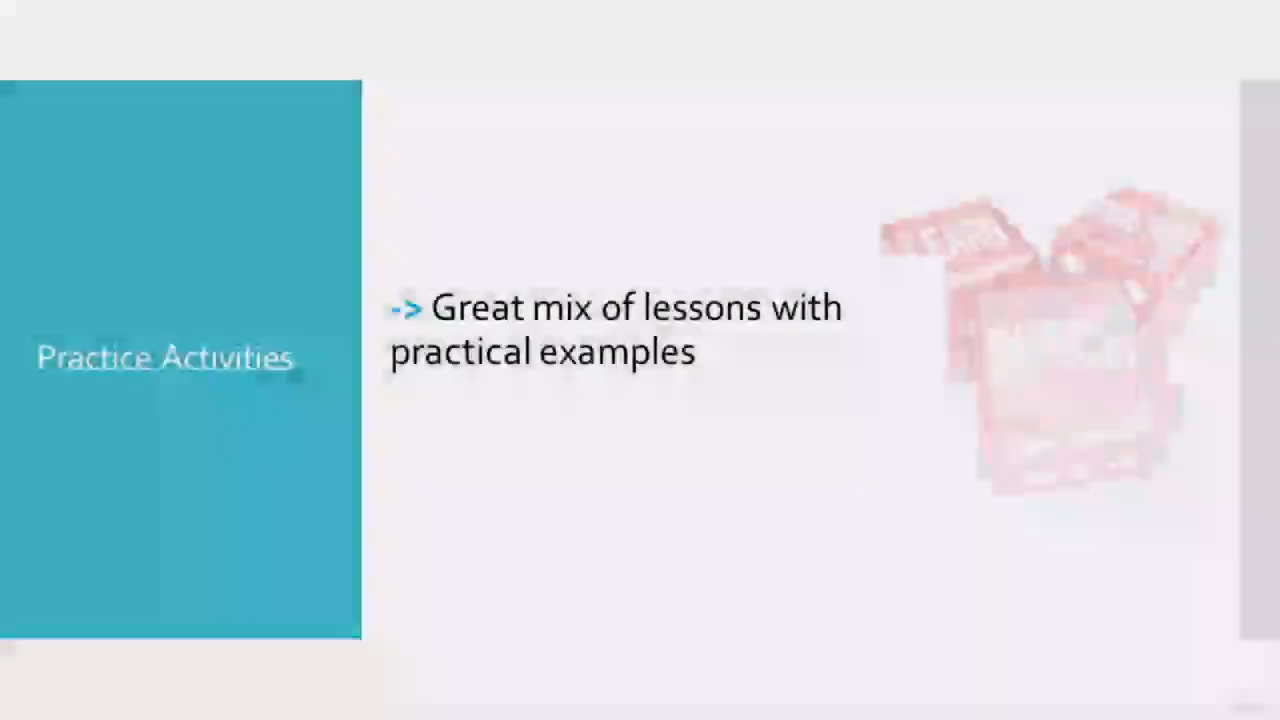 Practice Activities
-> Great mix of lessons with
practical examples